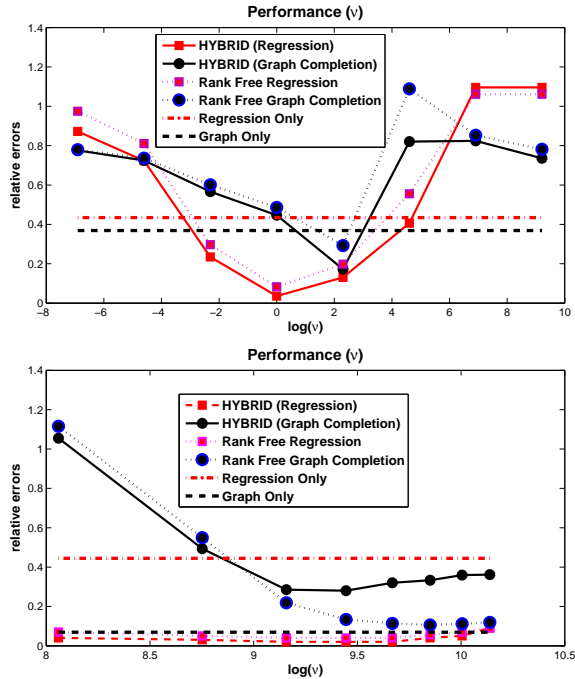 Performance (ν)
1.4
1.2
1
0.8
0.6
0.4
0.2
0
relative errors
HYBRID (Regression)
HYBRID (Graph Completion)
Rank Free Regression
Rank Free Graph Completion
Regression Only
Graph Only
−8 −6 −4 −2 0 2 4 6 8 10
log(ν)
Performance (ν)
1.4
1.2
1
0.8
0.6
0.4
0.2
0
relative errors
HYBRID (Regression)
HYBRID (Graph Completion)
Rank Free Regression
Rank Free Graph Completion
Regression Only
Graph Only
8 8.5 9 9.5 10 10.5
log(ν)